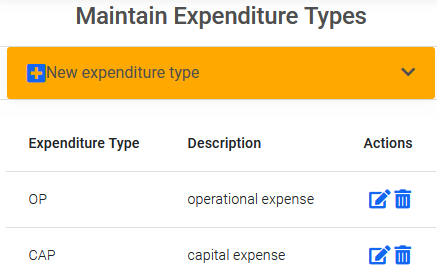 Maintain Expenditure Types
New expenditure type
Expenditure Type Description Actions
OP operational expense
CAP capital expense